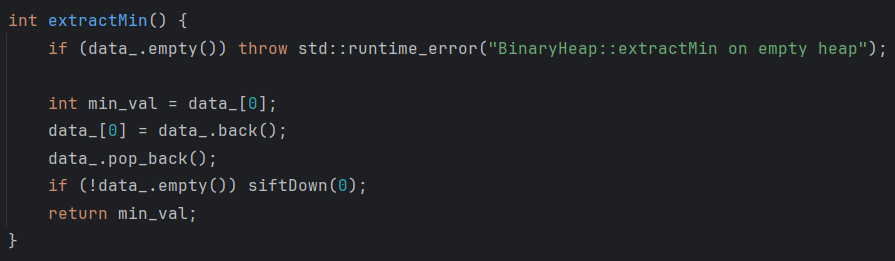 int extractMin() {
    if (data_.empty()) throw std::runtime_error("BinaryHeap::extractMin on empty heap");

    int min_val = data_[0];
    data_[0] = data_.back();
    data_.pop_back();
    if (!data_.empty()) siftDown(0);
    return min_val;
}